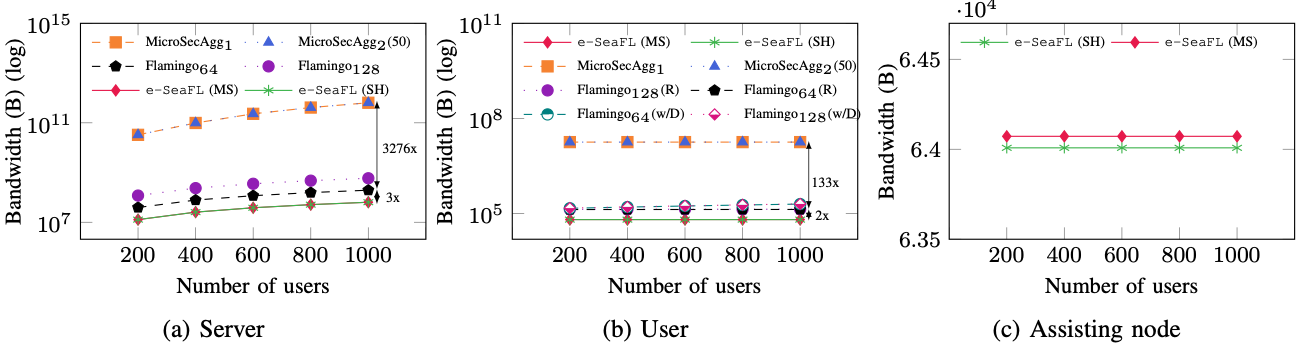 Bandwidth (B) (log)
10^15
10^11
10^7
MicroSecAgg_1 MicroSecAgg_2(50)
Flamingo_64 Flamingo_128
e-SeaFL (MS) e-SeaFL (SH)
3276x
3x
200 400 600 800 1000
Number of users
(a) Server
Bandwidth (B) (log)
10^11
10^8
10^5
e-SeaFL (MS) e-SeaFL (SH)
MicroSecAgg_1 MicroSecAgg_2(50)
Flamingo_128(R) Flamingo_64(R)
Flamingo_64(w/D) Flamingo_128(w/D)
133x
2x
200 400 600 800 1000
Number of users
(b) User
·10^4
Bandwidth (B)
6.45
6.4
6.35
e-SeaFL (SH) e-SeaFL (MS)
200 400 600 800 1000
Number of users
(c) Assisting node